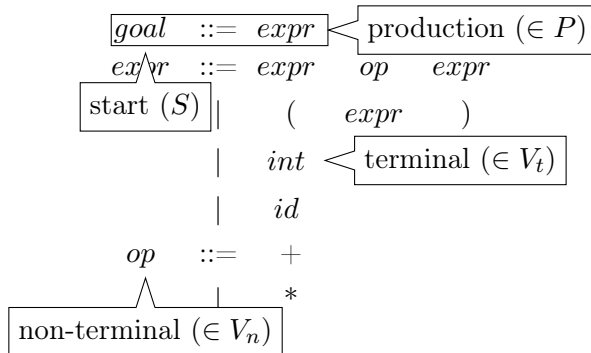 goal ::= expr production (∈ P)
expr ::= expr op expr
start (S)
| ( expr )
| int terminal (∈ V_t)
| id
op ::= +
| *
non-terminal (∈ V_n)